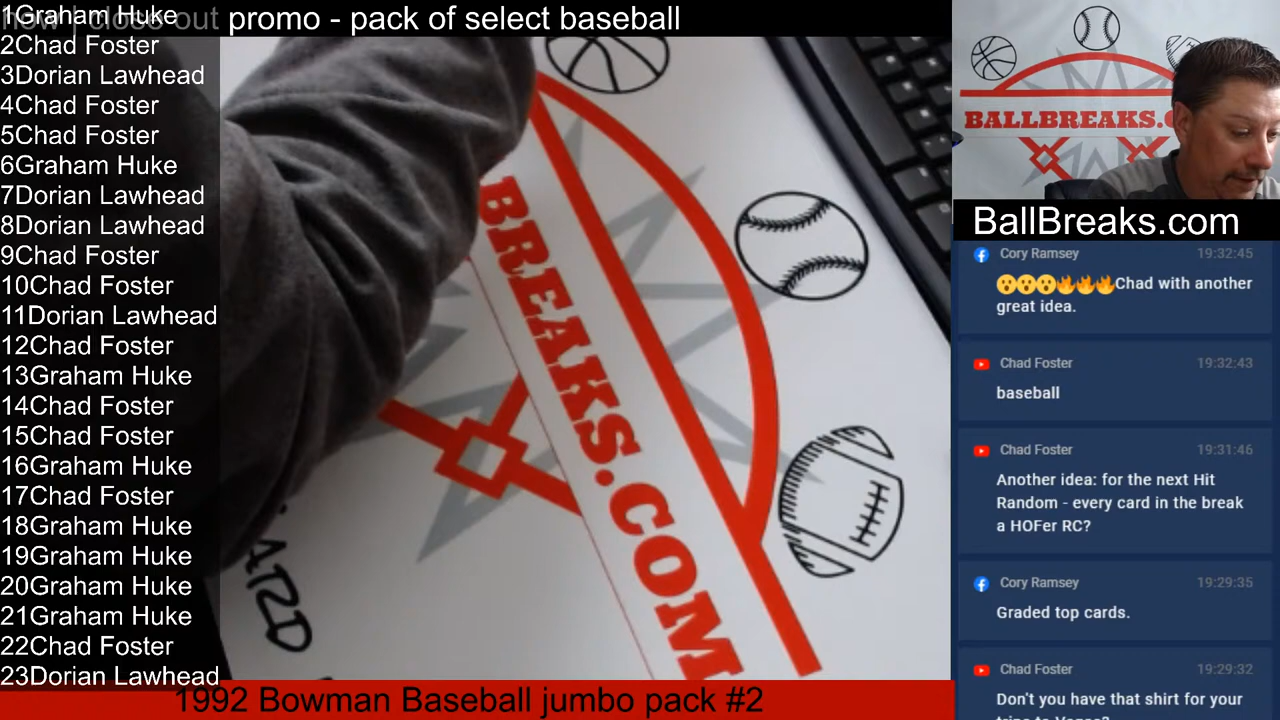 now | close out promo - pack of select baseball
1Graham Huke
2Chad Foster
3Dorian Lawhead
4Chad Foster
5Chad Foster
6Graham Huke
7Dorian Lawhead
8Dorian Lawhead
9Chad Foster
10Chad Foster
11Dorian Lawhead
12Chad Foster
13Graham Huke
14Chad Foster
15Chad Foster
16Graham Huke
17Chad Foster
18Graham Huke
19Graham Huke
20Graham Huke
21Graham Huke
22Chad Foster
23Dorian Lawhead
BREAKS.COM
1992 Bowman Baseball jumbo pack #2
BALLBREAKS.C
BallBreaks.com
Cory Ramsey 19:32:45
😮😮😮🔥🔥🔥Chad with another
great idea.
Chad Foster 19:32:43
baseball
Chad Foster 19:31:46
Another idea: for the next Hit
Random - every card in the break
a HOFer RC?
Cory Ramsey 19:29:35
Graded top cards.
Chad Foster 19:29:32
Don't you have that shirt for your